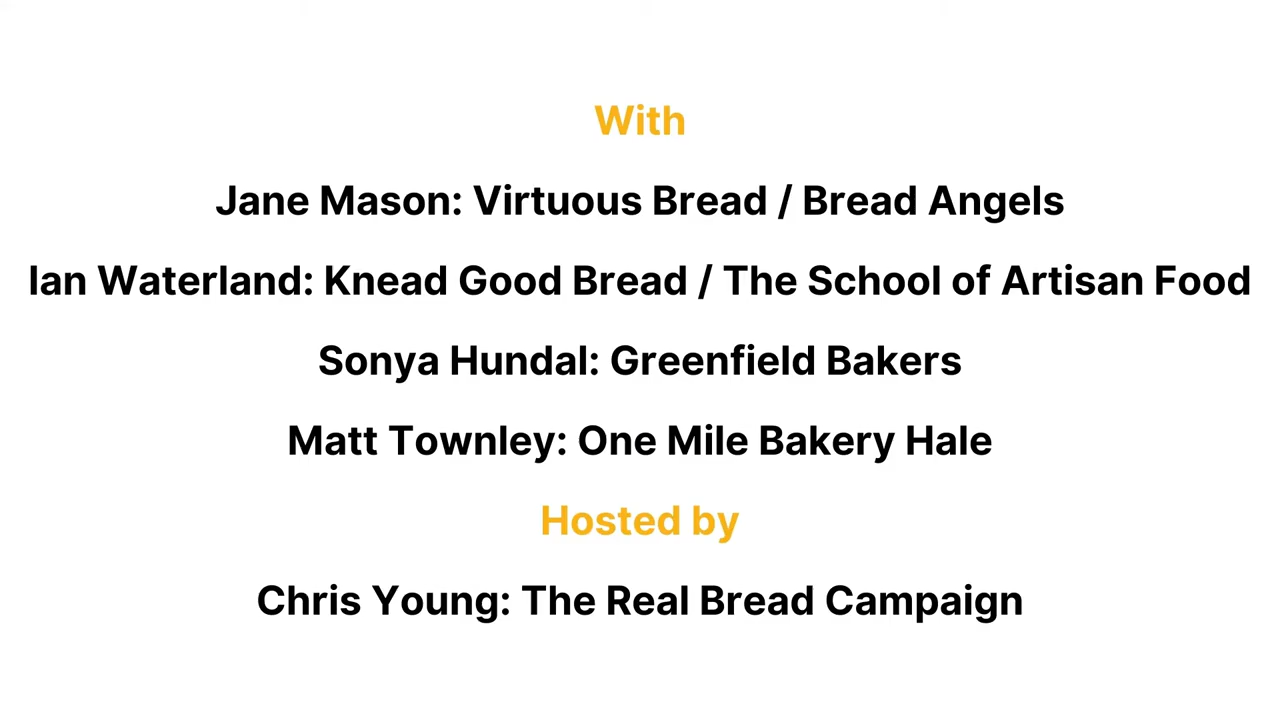 With
Jane Mason: Virtuous Bread / Bread Angels
Ian Waterland: Knead Good Bread / The School of Artisan Food
Sonya Hundal: Greenfield Bakers
Matt Townley: One Mile Bakery Hale
Hosted by
Chris Young: The Real Bread Campaign